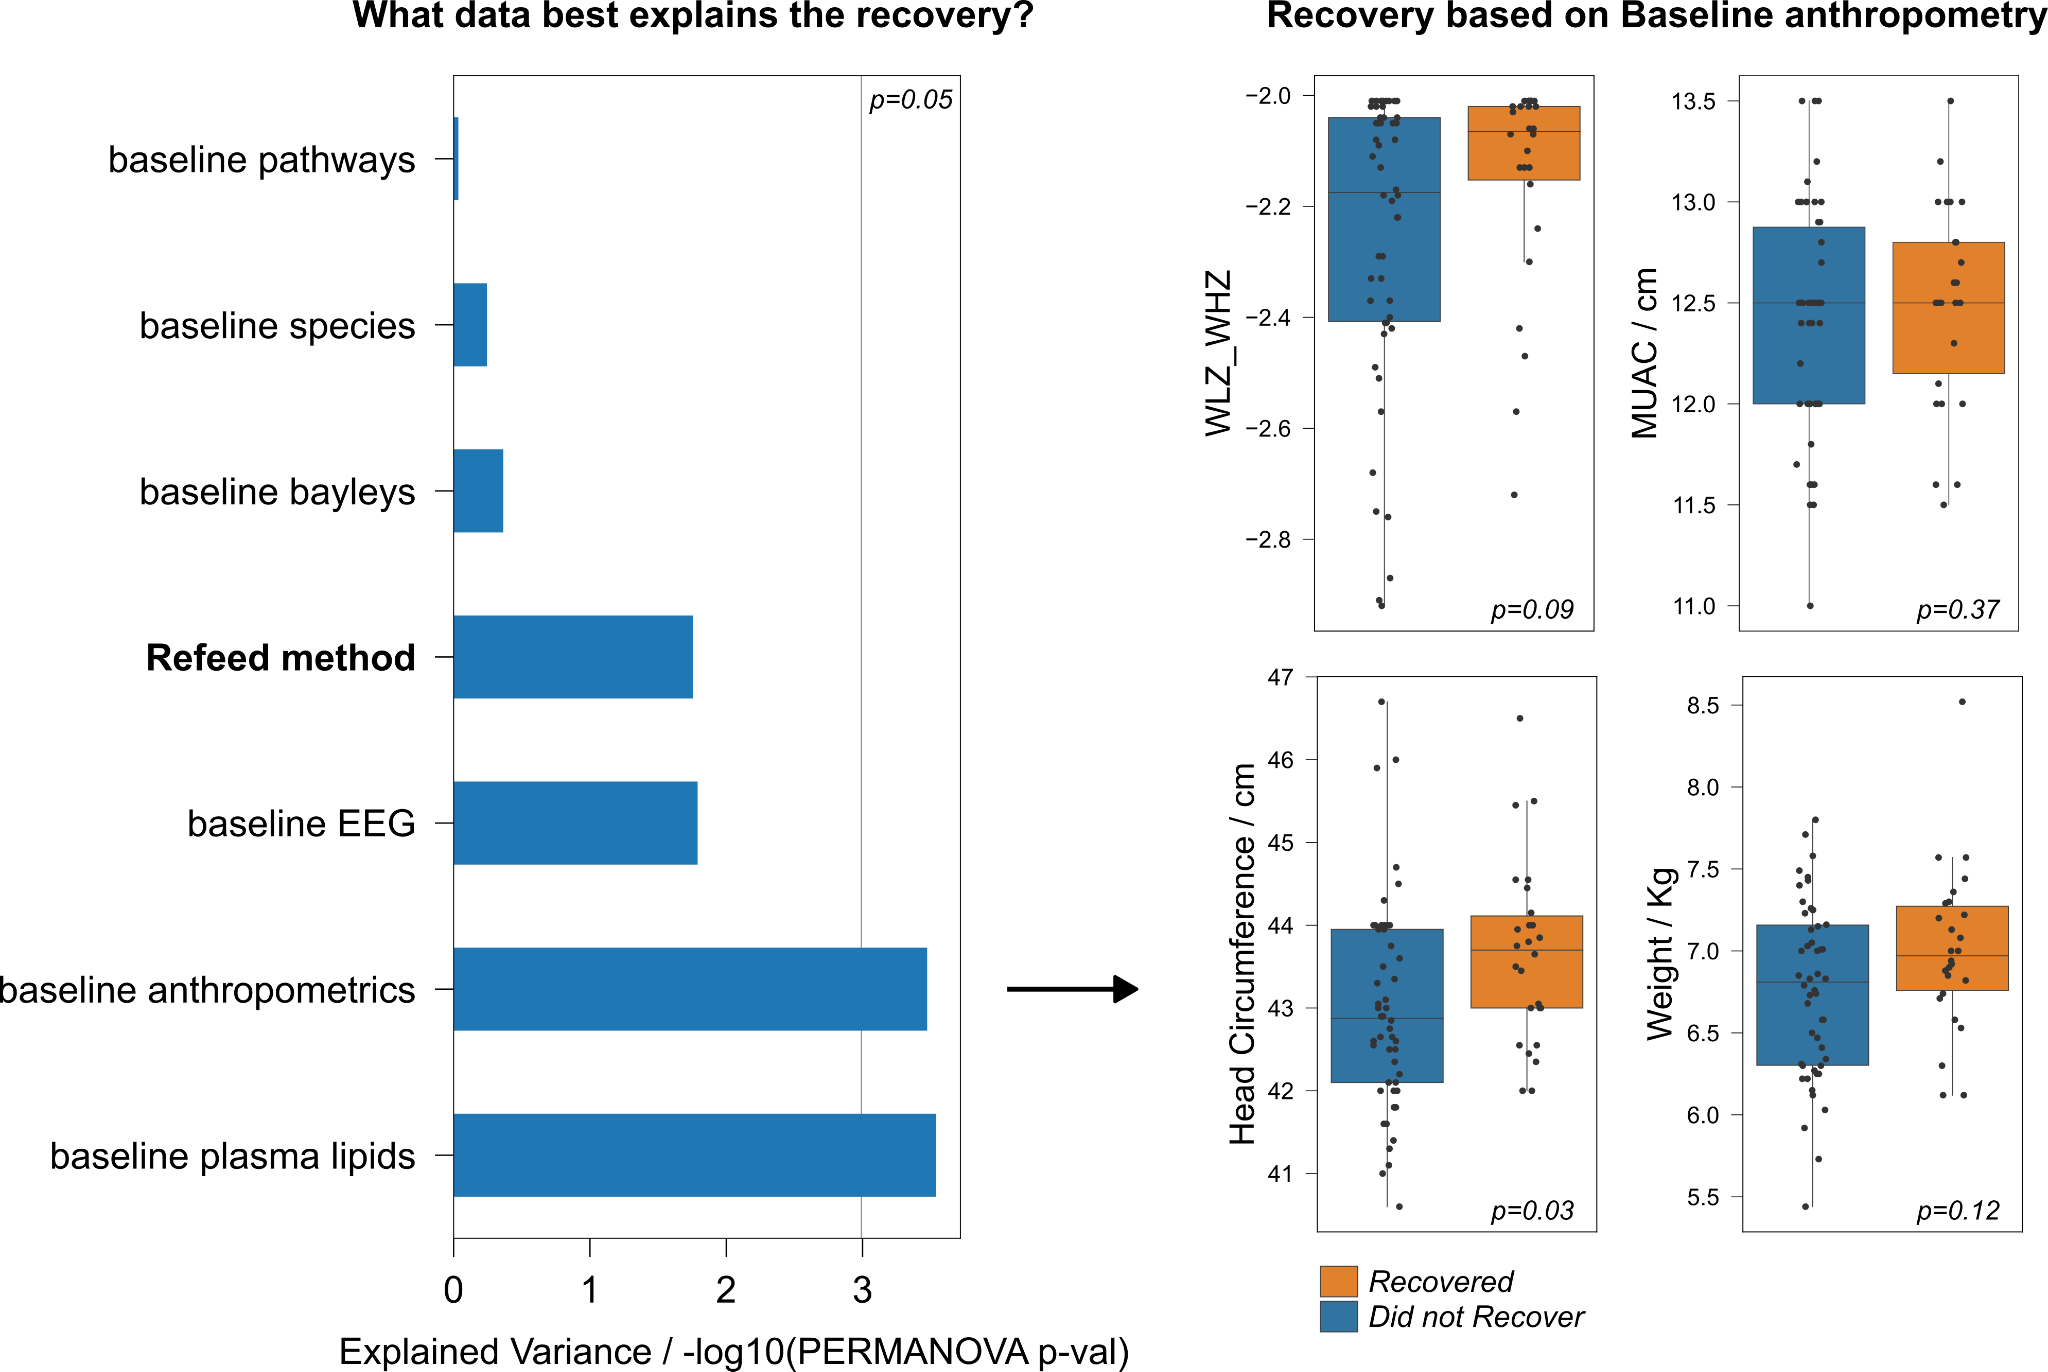 What data best explains the recovery?
p=0.05
baseline pathways
baseline species
baseline bayleys
Refeed method
baseline EEG
baseline anthropometrics
baseline plasma lipids
0 1 2 3
Explained Variance / -log10(PERMANOVA p-val)
Recovery based on Baseline anthropometry
WLZ_WHZ
−2.0
−2.2
−2.4
−2.6
−2.8
p=0.09
MUAC / cm
13.5
13.0
12.5
12.0
11.5
11.0
p=0.37
Head Circumference / cm
47
46
45
44
43
42
41
p=0.03
Weight / Kg
8.5
8.0
7.5
7.0
6.5
6.0
5.5
p=0.12
Recovered
Did not Recover